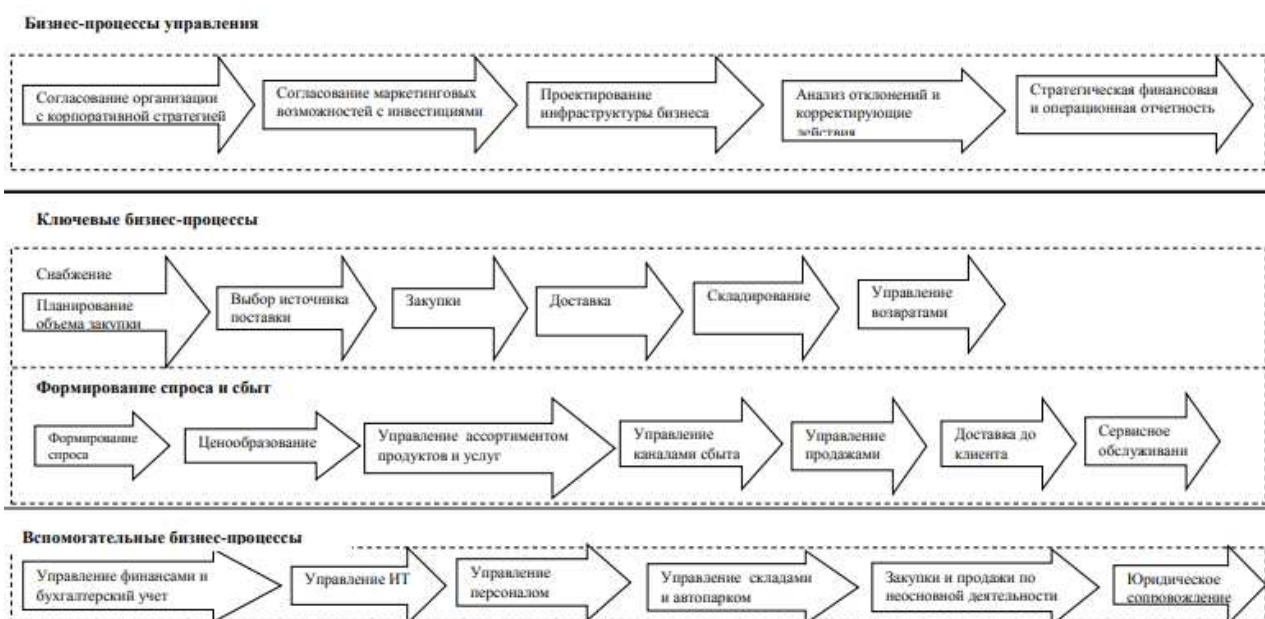 Бизнес-процессы управления
Согласование организации
с корпоративной стратегией
Согласование маркетинговых
возможностей с инвестициями
Проектирование
инфраструктуры бизнеса
Анализ отклонений и
корректирующие
действия
Стратегическая финансовая
и операционная отчетность
Ключевые бизнес-процессы
Снабжение
Планирование
объема закупки
Выбор источника
поставки
Закупки
Доставка
Складирование
Управление
возвратами
Формирование спроса и сбыт
Формирование
спроса
Ценообразование
Управление ассортиментом
продуктов и услуг
Управление
каналами сбыта
Управление
продажами
Доставка до
клиента
Сервисное
обслуживани
Вспомогательные бизнес-процессы
Управление финансами и
бухгалтерский учет
Управление ИТ
Управление
персоналом
Управление складами
и автопарком
Закупки и продажи по
неосновной деятельности
Юридическое
сопровождение